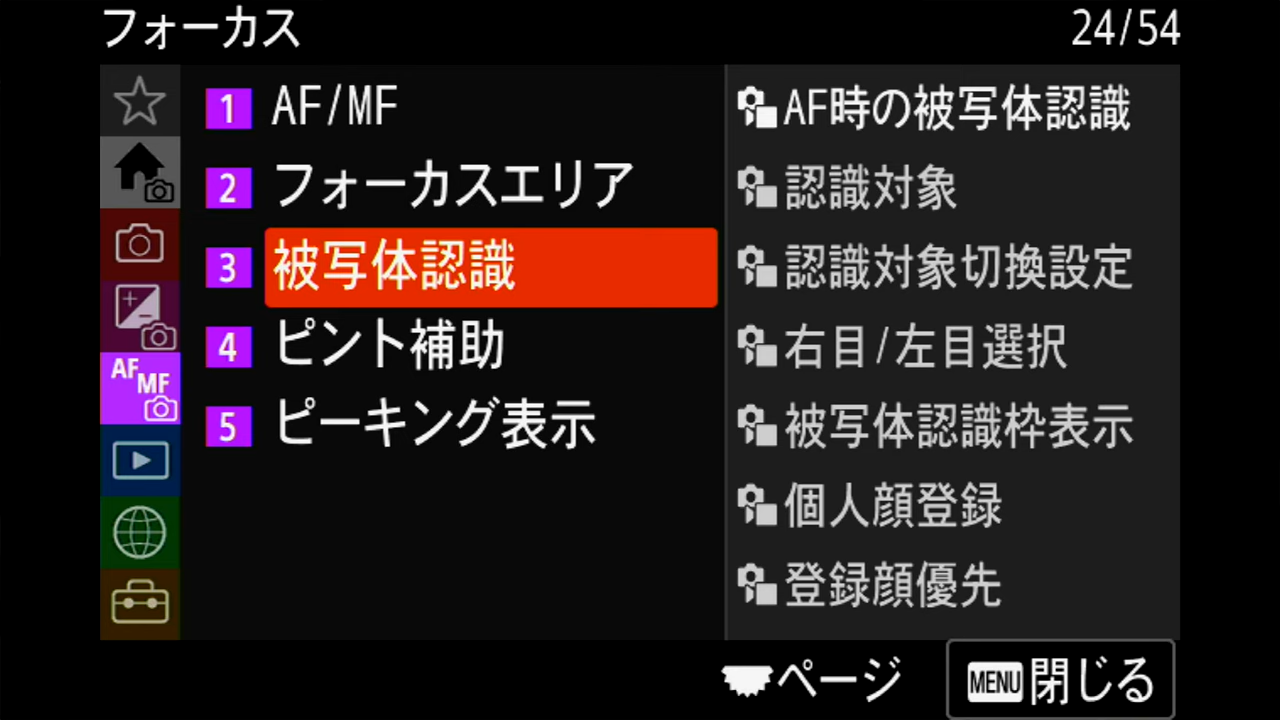 フォーカス 24/54
1 AF/MF
2 フォーカスエリア
3 被写体認識
4 ピント補助
5 ピーキング表示
AF MF
AF時の被写体認識
認識対象
認識対象切換設定
右目/左目選択
被写体認識枠表示
個人顔登録
登録顔優先
ページ MENU閉じる